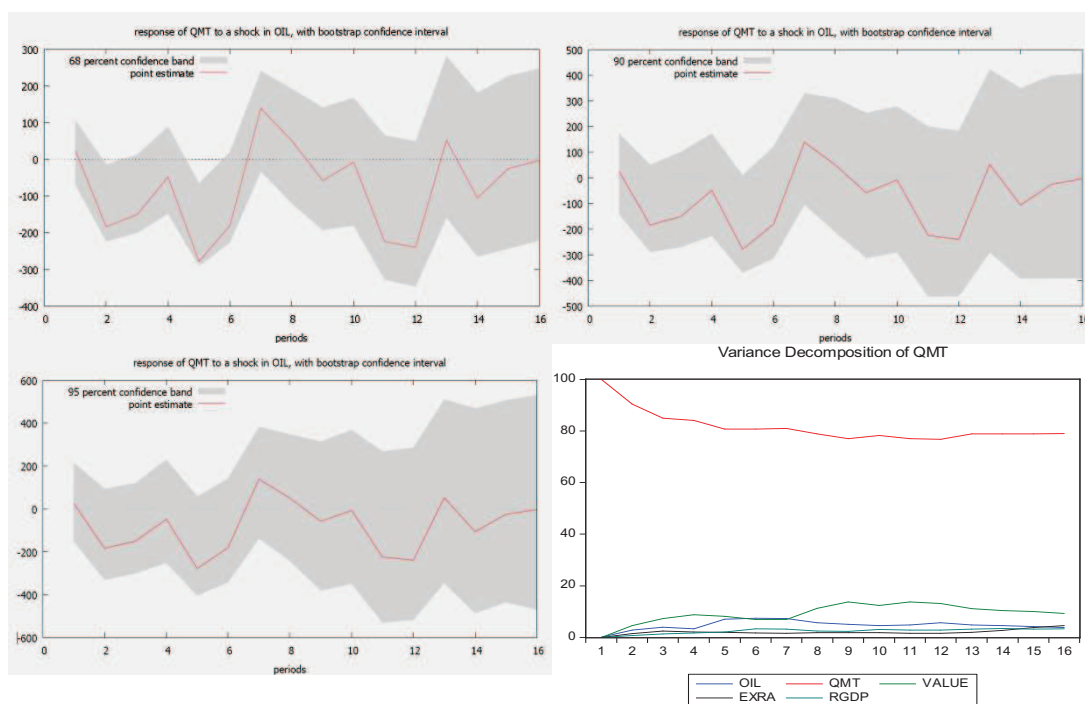 response of QMT to a shock in OIL, with bootstrap confidence interval
300
200
100
0
-100
-200
-300
-400
68 percent confidence band
point estimate
0 2 4 6 8 10 12 14 16
periods
response of QMT to a shock in OIL, with bootstrap confidence interval
500
400
300
200
100
0
-100
-200
-300
-400
-500
90 percent confidence band
point estimate
0 2 4 6 8 10 12 14 16
periods
response of QMT to a shock in OIL, with bootstrap confidence interval
600
400
200
0
-200
-400
-600
95 percent confidence band
point estimate
0 2 4 6 8 10 12 14 16
periods
Variance Decomposition of QMT
100
80
60
40
20
0
1 2 3 4 5 6 7 8 9 10 11 12 13 14 15 16
OIL QMT VALUE
EXRA RGDP